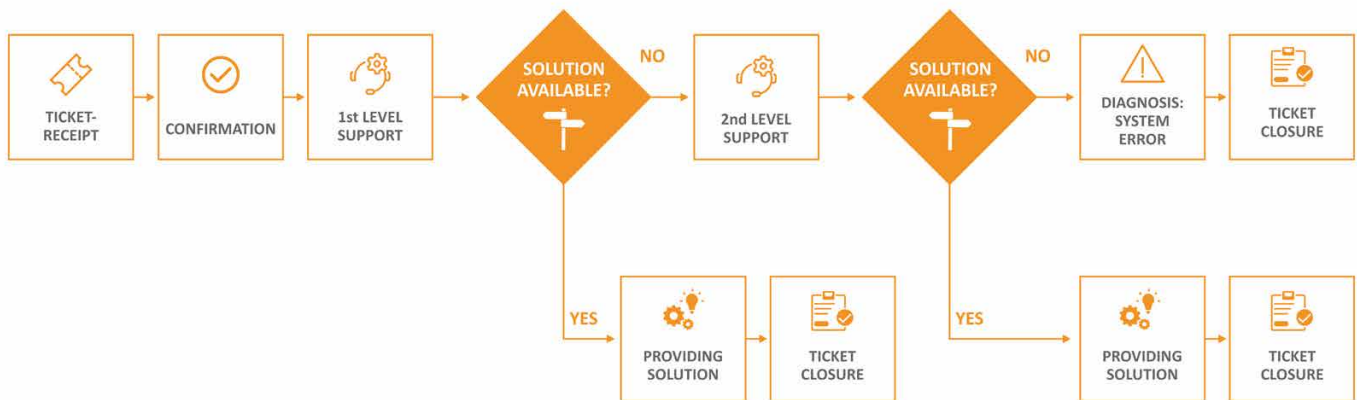 TICKET-
RECEIPT
CONFIRMATION
1st LEVEL
SUPPORT
SOLUTION
AVAILABLE?
NO
2nd LEVEL
SUPPORT
SOLUTION
AVAILABLE?
NO
DIAGNOSIS:
SYSTEM
ERROR
TICKET
CLOSURE
YES
PROVIDING
SOLUTION
TICKET
CLOSURE
YES
PROVIDING
SOLUTION
TICKET
CLOSURE